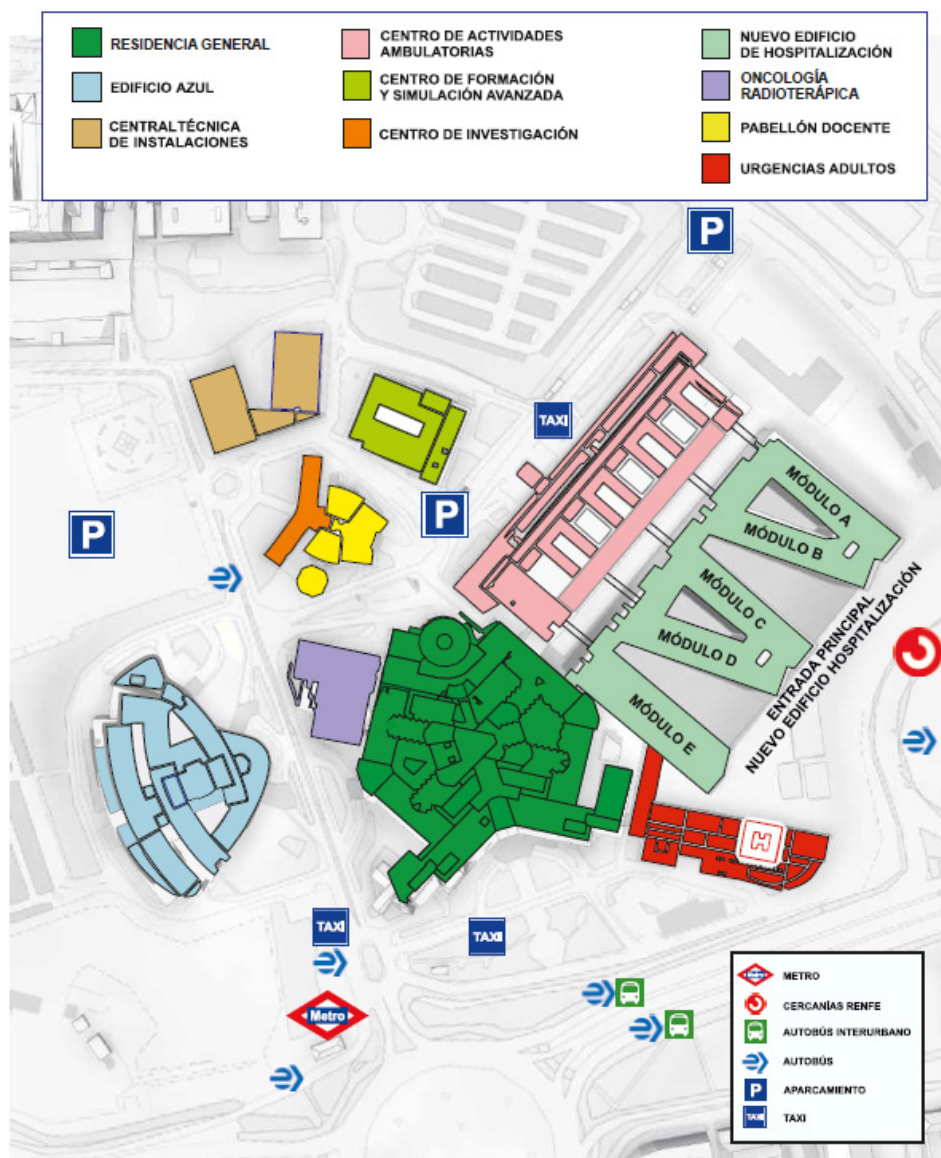 RESIDENCIA GENERAL
EDIFICIO AZUL
CENTRALTÉCNICA
DE INSTALACIONES
CENTRO DE ACTIVIDADES
AMBULATORIAS
CENTRO DE FORMACIÓN
Y SIMULACIÓN AVANZADA
CENTRO DE INVESTIGACIÓN
NUEVO EDIFICIO
DE HOSPITALIZACIÓN
ONCOLOGÍA
RADIOTERÁPICA
PABELLÓN DOCENTE
URGENCIAS ADULTOS
P
TAXI
P
P
MÓDULO A
MÓDULO B
MÓDULO C
MÓDULO D
MÓDULO E
ENTRADA PRINCIPAL
NUEVO EDIFICIO HOSPITALIZACIÓN
H
TAXI
TAXI
Metro
Metro
METRO
CERCANÍAS RENFE
AUTOBÚS INTERURBANO
AUTOBÚS
P
APARCAMIENTO
TAXI
TAXI